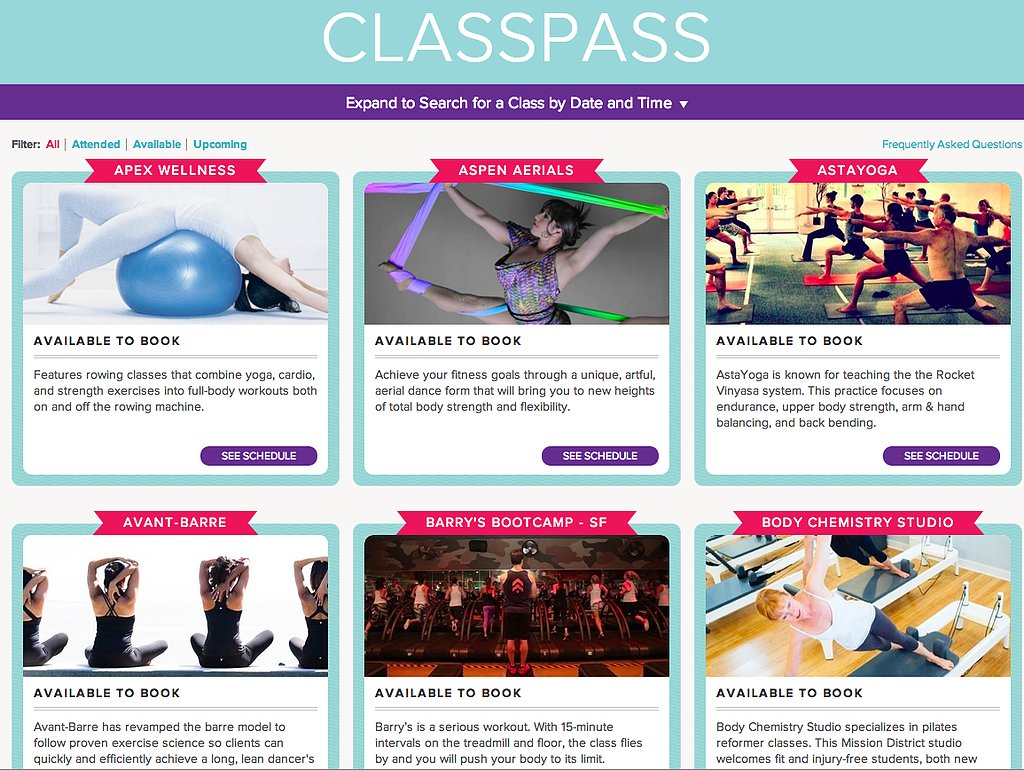 CLASSPASS
Expand to Search for a Class by Date and Time
Filter: All | Attended | Available | Upcoming
Frequently Asked Questions
APEX WELLNESS
AVAILABLE TO BOOK
Features rowing classes that combine yoga, cardio,
and strength exercises into full-body workouts both
on and off the rowing machine.
SEE SCHEDULE
ASPEN AERIALS
AVAILABLE TO BOOK
Achieve your fitness goals through a unique, artful,
aerial dance form that will bring you to new heights
of total body strength and flexibility.
SEE SCHEDULE
ASTAYOGA
AVAILABLE TO BOOK
AstaYoga is known for teaching the the Rocket
Vinyasa system. This practice focuses on
endurance, upper body strength, arm & hand
balancing, and back bending.
SEE SCHEDULE
AVANT-BARRE
AVAILABLE TO BOOK
Avant-Barre has revamped the barre model to
follow proven exercise science so clients can
quickly and efficiently achieve a long, lean dancer's
BARRY'S BOOTCAMP - SF
AVAILABLE TO BOOK
Barry's is a serious workout. With 15-minute
intervals on the treadmill and floor, the class flies
by and you will push your body to its limit.
BODY CHEMISTRY STUDIO
AVAILABLE TO BOOK
Body Chemistry Studio specializes in pilates
reformer classes. This Mission District studio
welcomes fit and injury-free students, both new